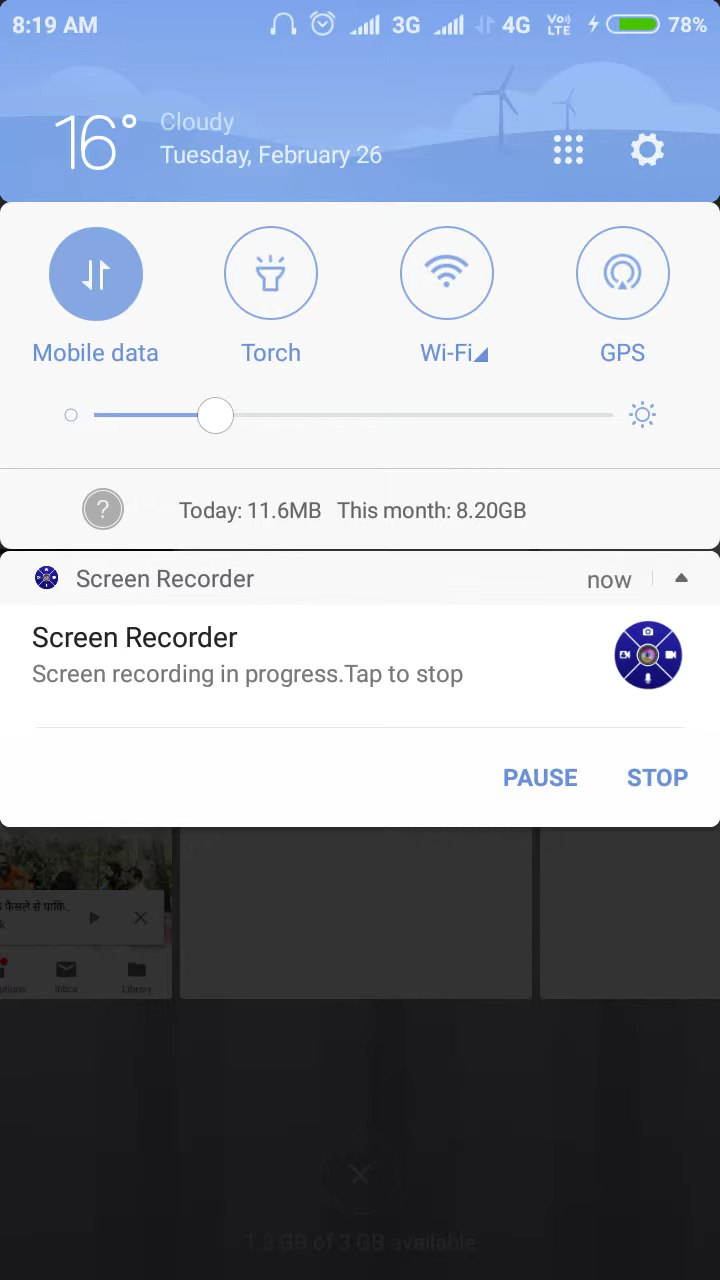 8:19 AM 3G 4G Vo)) LTE 78%
16° Cloudy
Tuesday, February 26
Mobile data Torch Wi-Fi GPS
? Today: 11.6MB This month: 8.20GB
Screen Recorder now
Screen Recorder
Screen recording in progress.Tap to stop
PAUSE STOP
फैसले से पाकि...
k
ptions Inbox Library
1.3 GB of 3 GB available